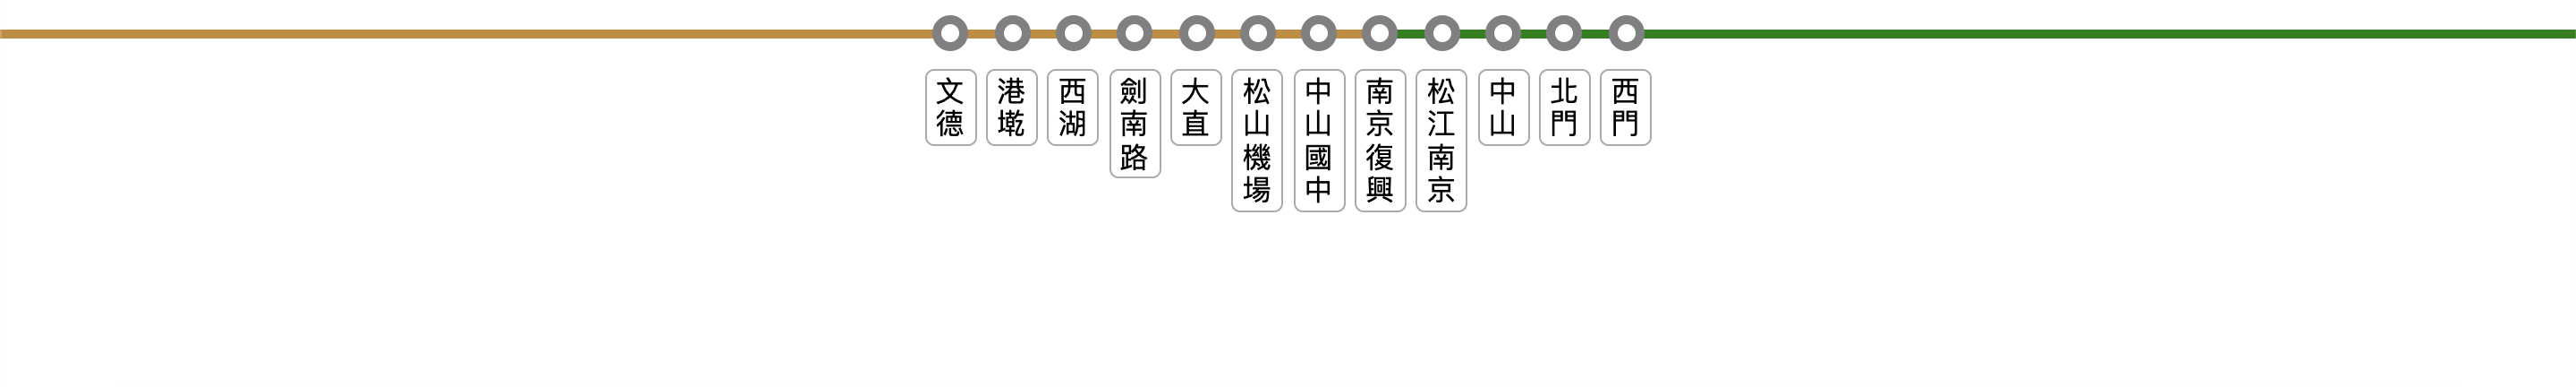 文德
港墘
西湖
劍南路
大直
松山機場
中山國中
南京復興
松江南京
中山
北門
西門